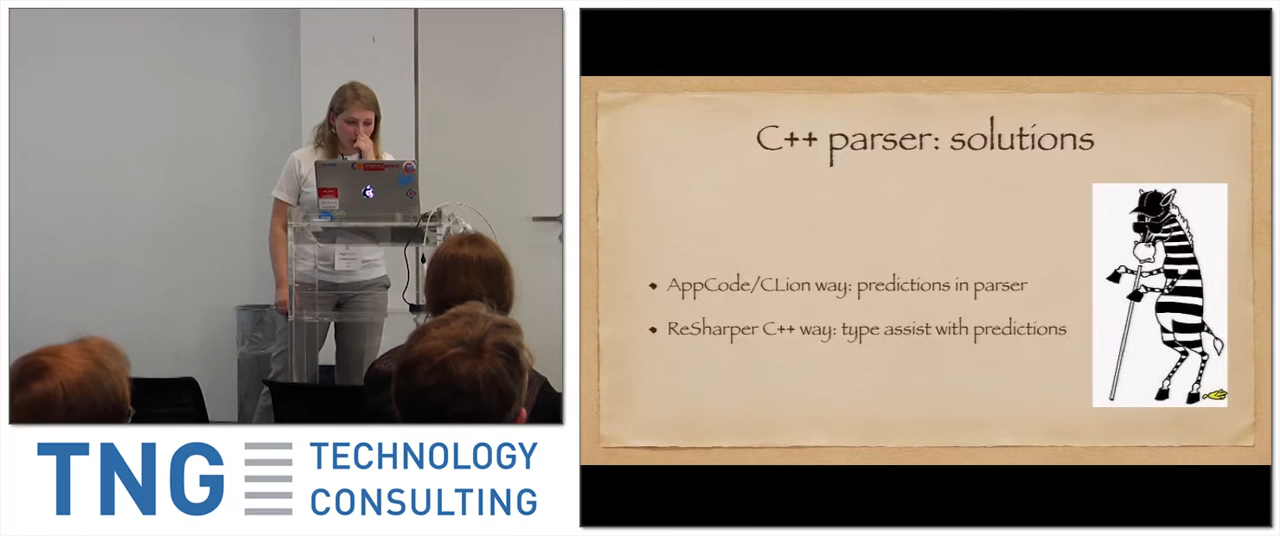 C++ parser: solutions
AppCode/CLion way: predictions in parser
ReSharper C++ way: type assist with predictions
TNG TECHNOLOGY
CONSULTING